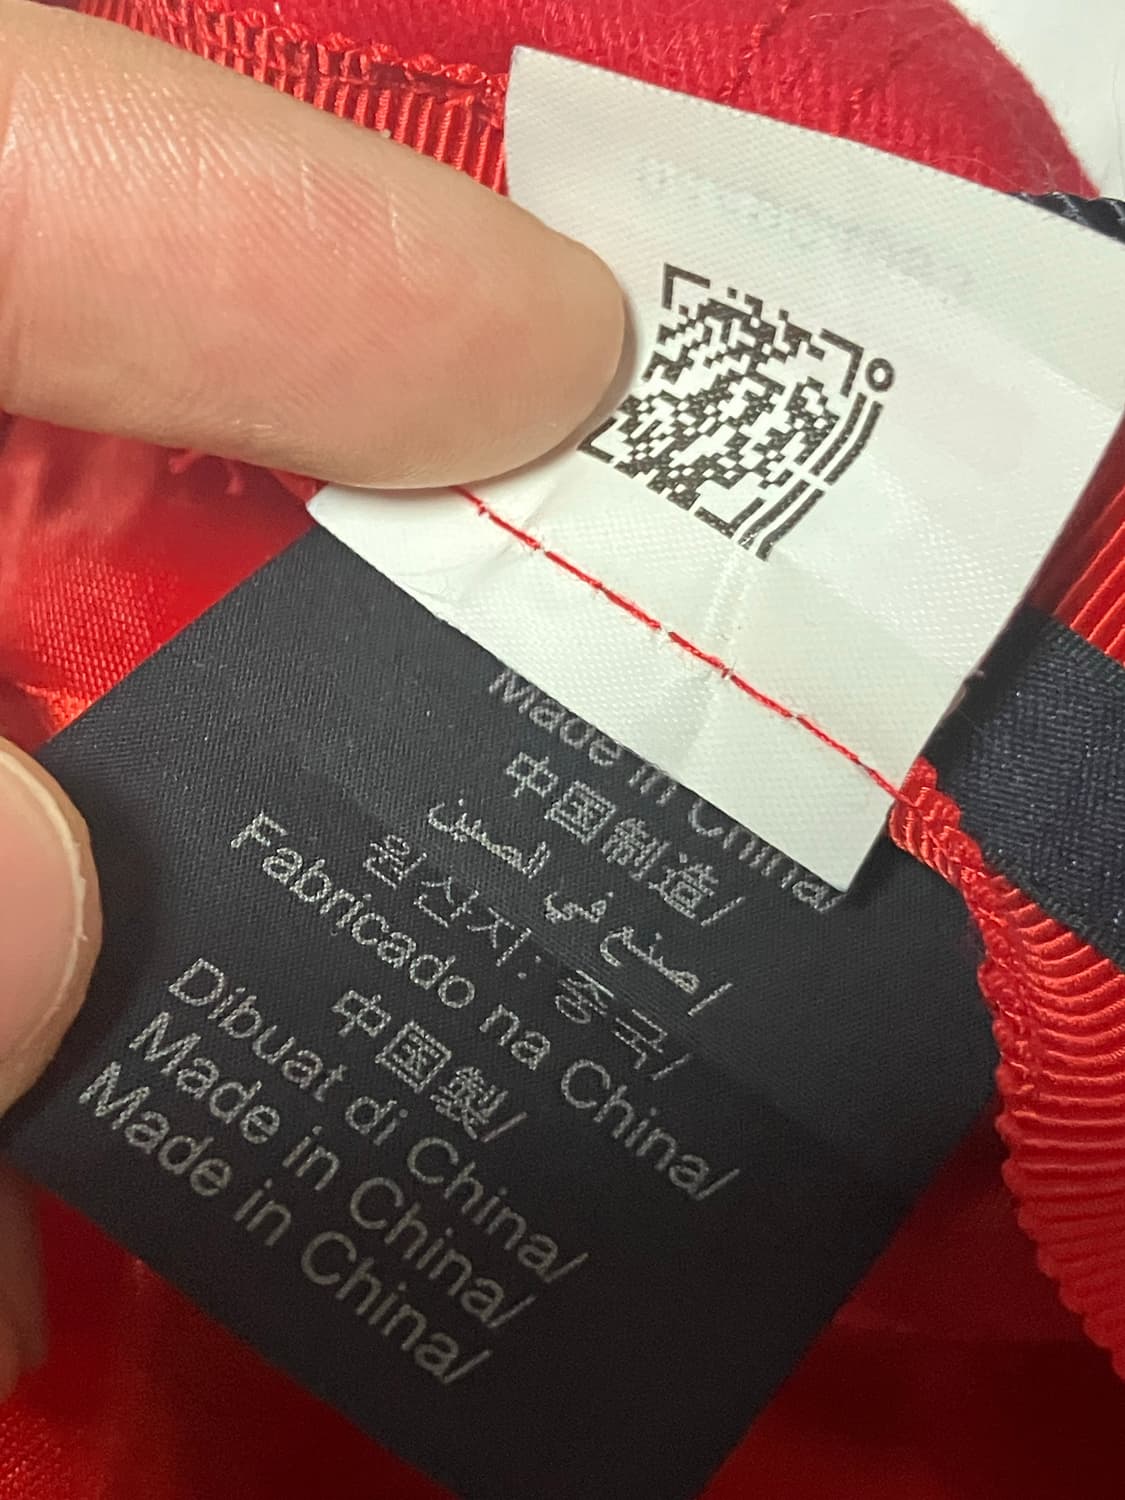 Made in China/
中国制造/
صنع في الصين/
원산지: 중국/
Fabricado na China/
中国製/
Dibuat di China/
Made in China/
Made in China/